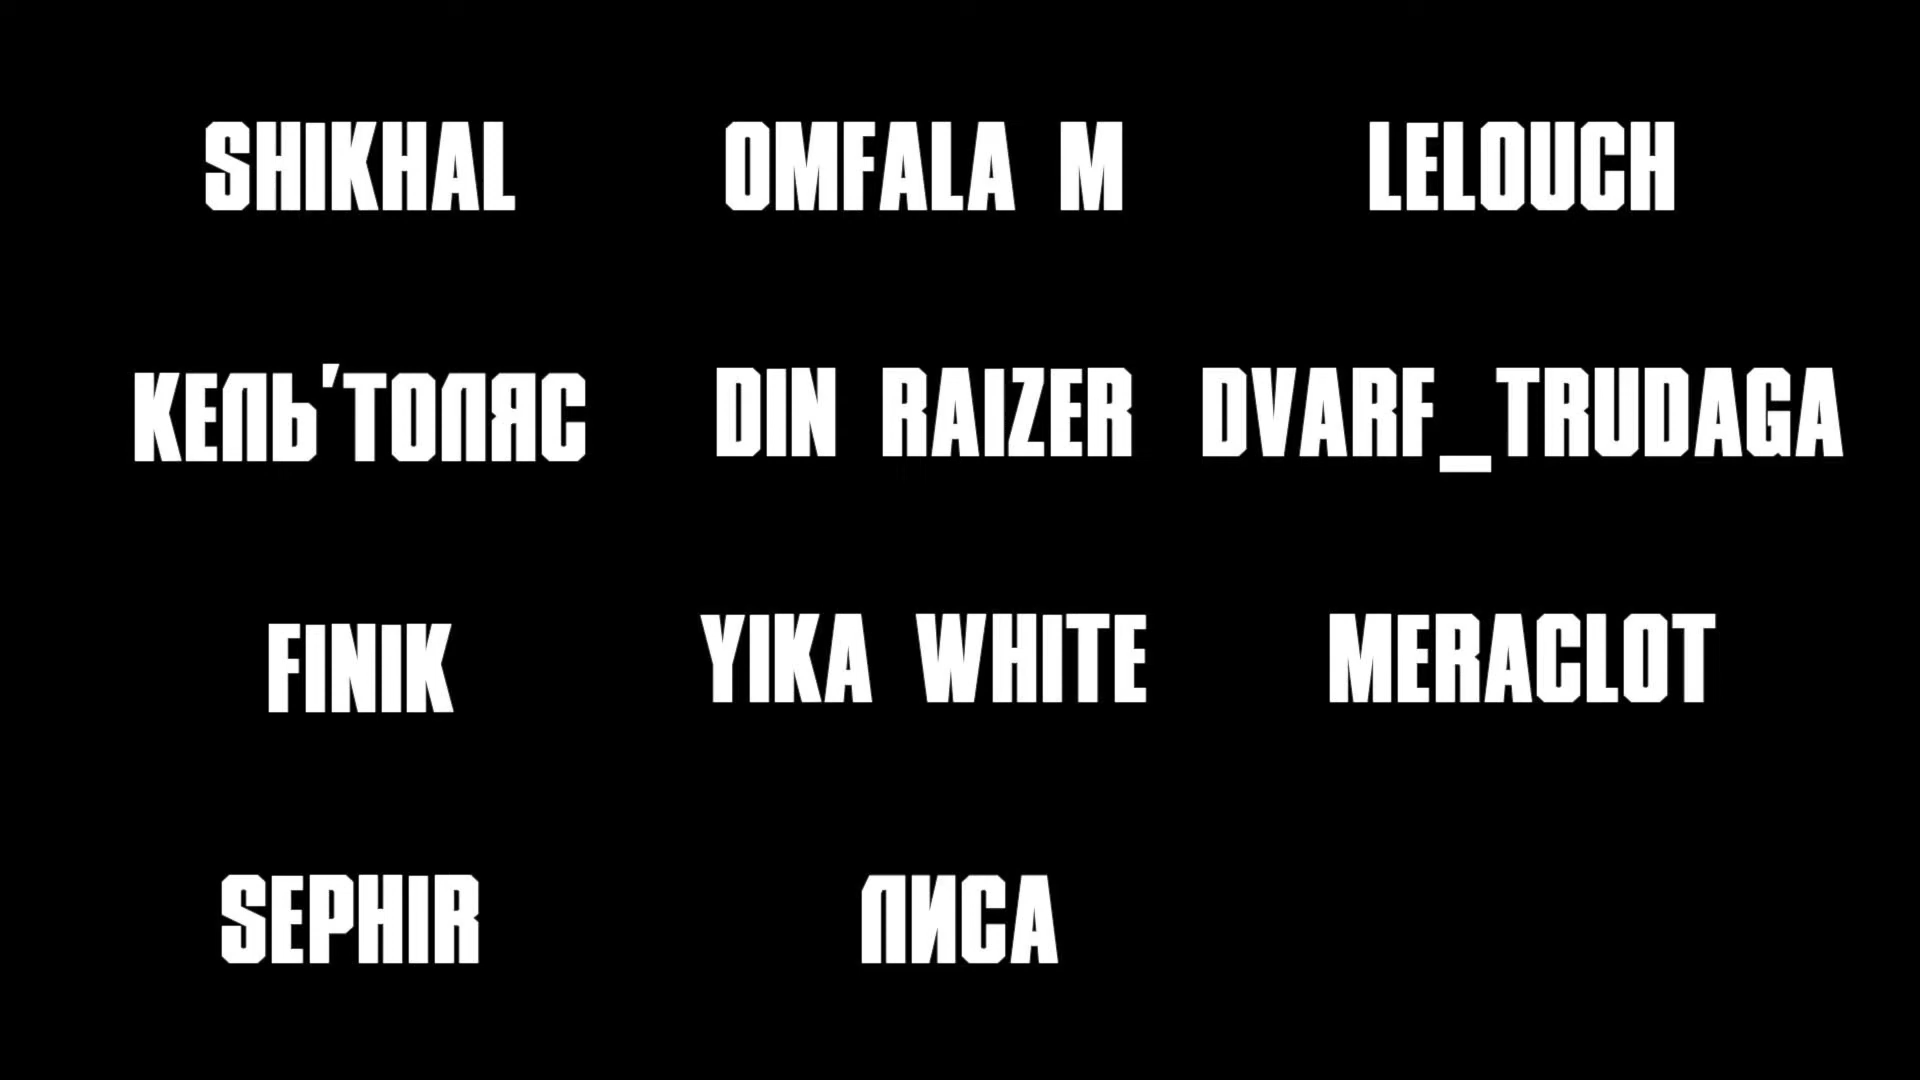 SHIKHAL OMFALA M LELOUCH
КЕЛЬ'ТОЛЯС DIN RAIZER DVARF_TRUDAGA
FINIK YIKA WHITE MERACLOT
SEPHIR ЛИСА